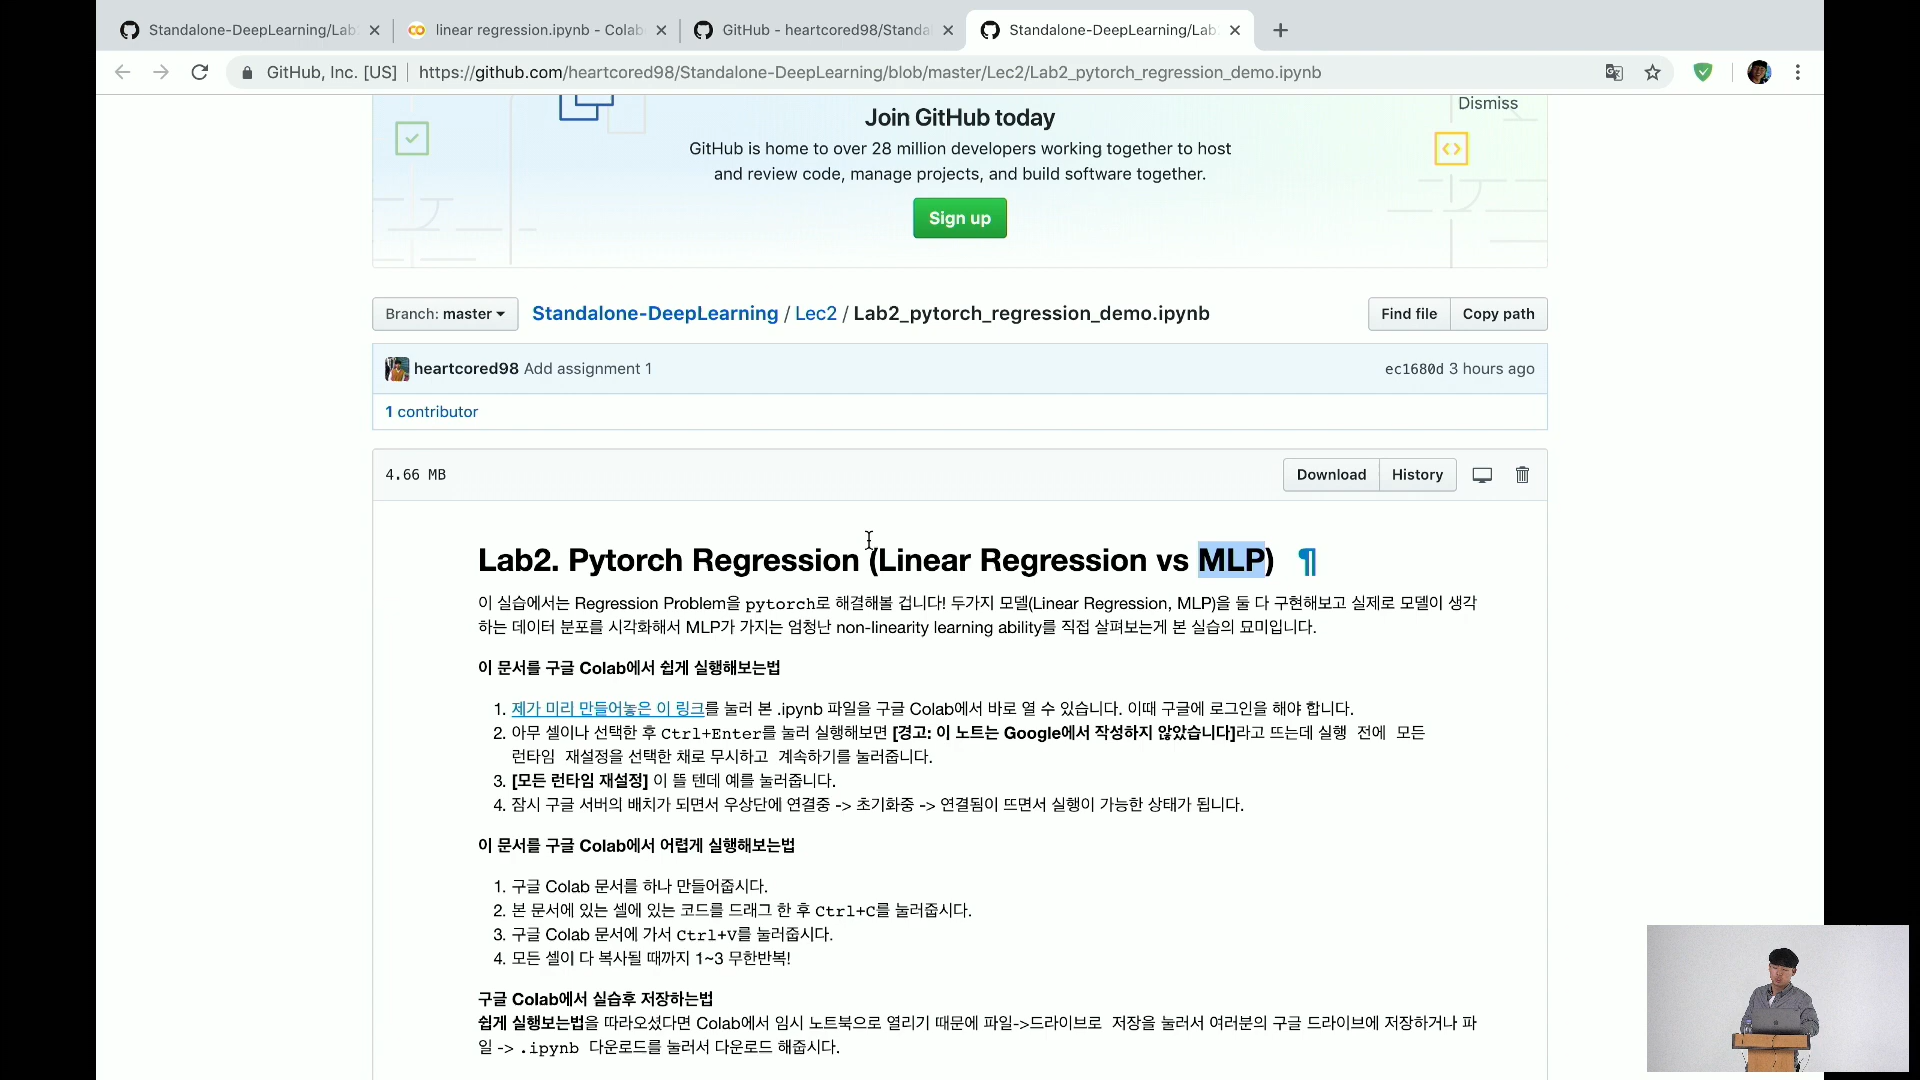 Standalone-DeepLearning/Lab
linear regression.ipynb - Colab
GitHub - heartcored98/Standa
Standalone-DeepLearning/Lab
GitHub, Inc. [US] https://github.com/heartcored98/Standalone-DeepLearning/blob/master/Lec2/Lab2_pytorch_regression_demo.ipynb
Dismiss
Join GitHub today
GitHub is home to over 28 million developers working together to host
and review code, manage projects, and build software together.
Sign up
Branch: master
Standalone-DeepLearning / Lec2 / Lab2_pytorch_regression_demo.ipynb
Find file Copy path
heartcored98 Add assignment 1
ec1680d 3 hours ago
1 contributor
4.66 MB
Download History
Lab2. Pytorch Regression (Linear Regression vs MLP) ¶
이 실습에서는 Regression Problem을 pytorch로 해결해볼 겁니다! 두가지 모델(Linear Regression, MLP)을 둘 다 구현해보고 실제로 모델이 생각
하는 데이터 분포를 시각화해서 MLP가 가지는 엄청난 non-linearity learning ability를 직접 살펴보는게 본 실습의 묘미입니다.
이 문서를 구글 Colab에서 쉽게 실행해보는법
1. 제가 미리 만들어놓은 이 링크를 눌러 본 .ipynb 파일을 구글 Colab에서 바로 열 수 있습니다. 이때 구글에 로그인을 해야 합니다.
2. 아무 셀이나 선택한 후 Ctrl+Enter를 눌러 실행해보면 [경고: 이 노트는 Google에서 작성하지 않았습니다]라고 뜨는데 실행 전에 모든
런타임 재설정을 선택한 채로 무시하고 계속하기를 눌러줍니다.
3. [모든 런타임 재설정] 이 뜰 텐데 예를 눌러줍니다.
4. 잠시 구글 서버의 배치가 되면서 우상단에 연결중 -> 초기화중 -> 연결됨이 뜨면서 실행이 가능한 상태가 됩니다.
이 문서를 구글 Colab에서 어렵게 실행해보는법
1. 구글 Colab 문서를 하나 만들어줍시다.
2. 본 문서에 있는 셀에 있는 코드를 드래그 한 후 Ctrl+C를 눌러줍시다.
3. 구글 Colab 문서에 가서 Ctrl+V를 눌러줍시다.
4. 모든 셀이 다 복사될 때까지 1~3 무한반복!
구글 Colab에서 실습후 저장하는법
쉽게 실행보는법을 따라오셨다면 Colab에서 임시 노트북으로 열리기 때문에 파일->드라이브로 저장을 눌러서 여러분의 구글 드라이브에 저장하거나 파
일 -> .ipynb 다운로드를 눌러서 다운로드 해줍시다.